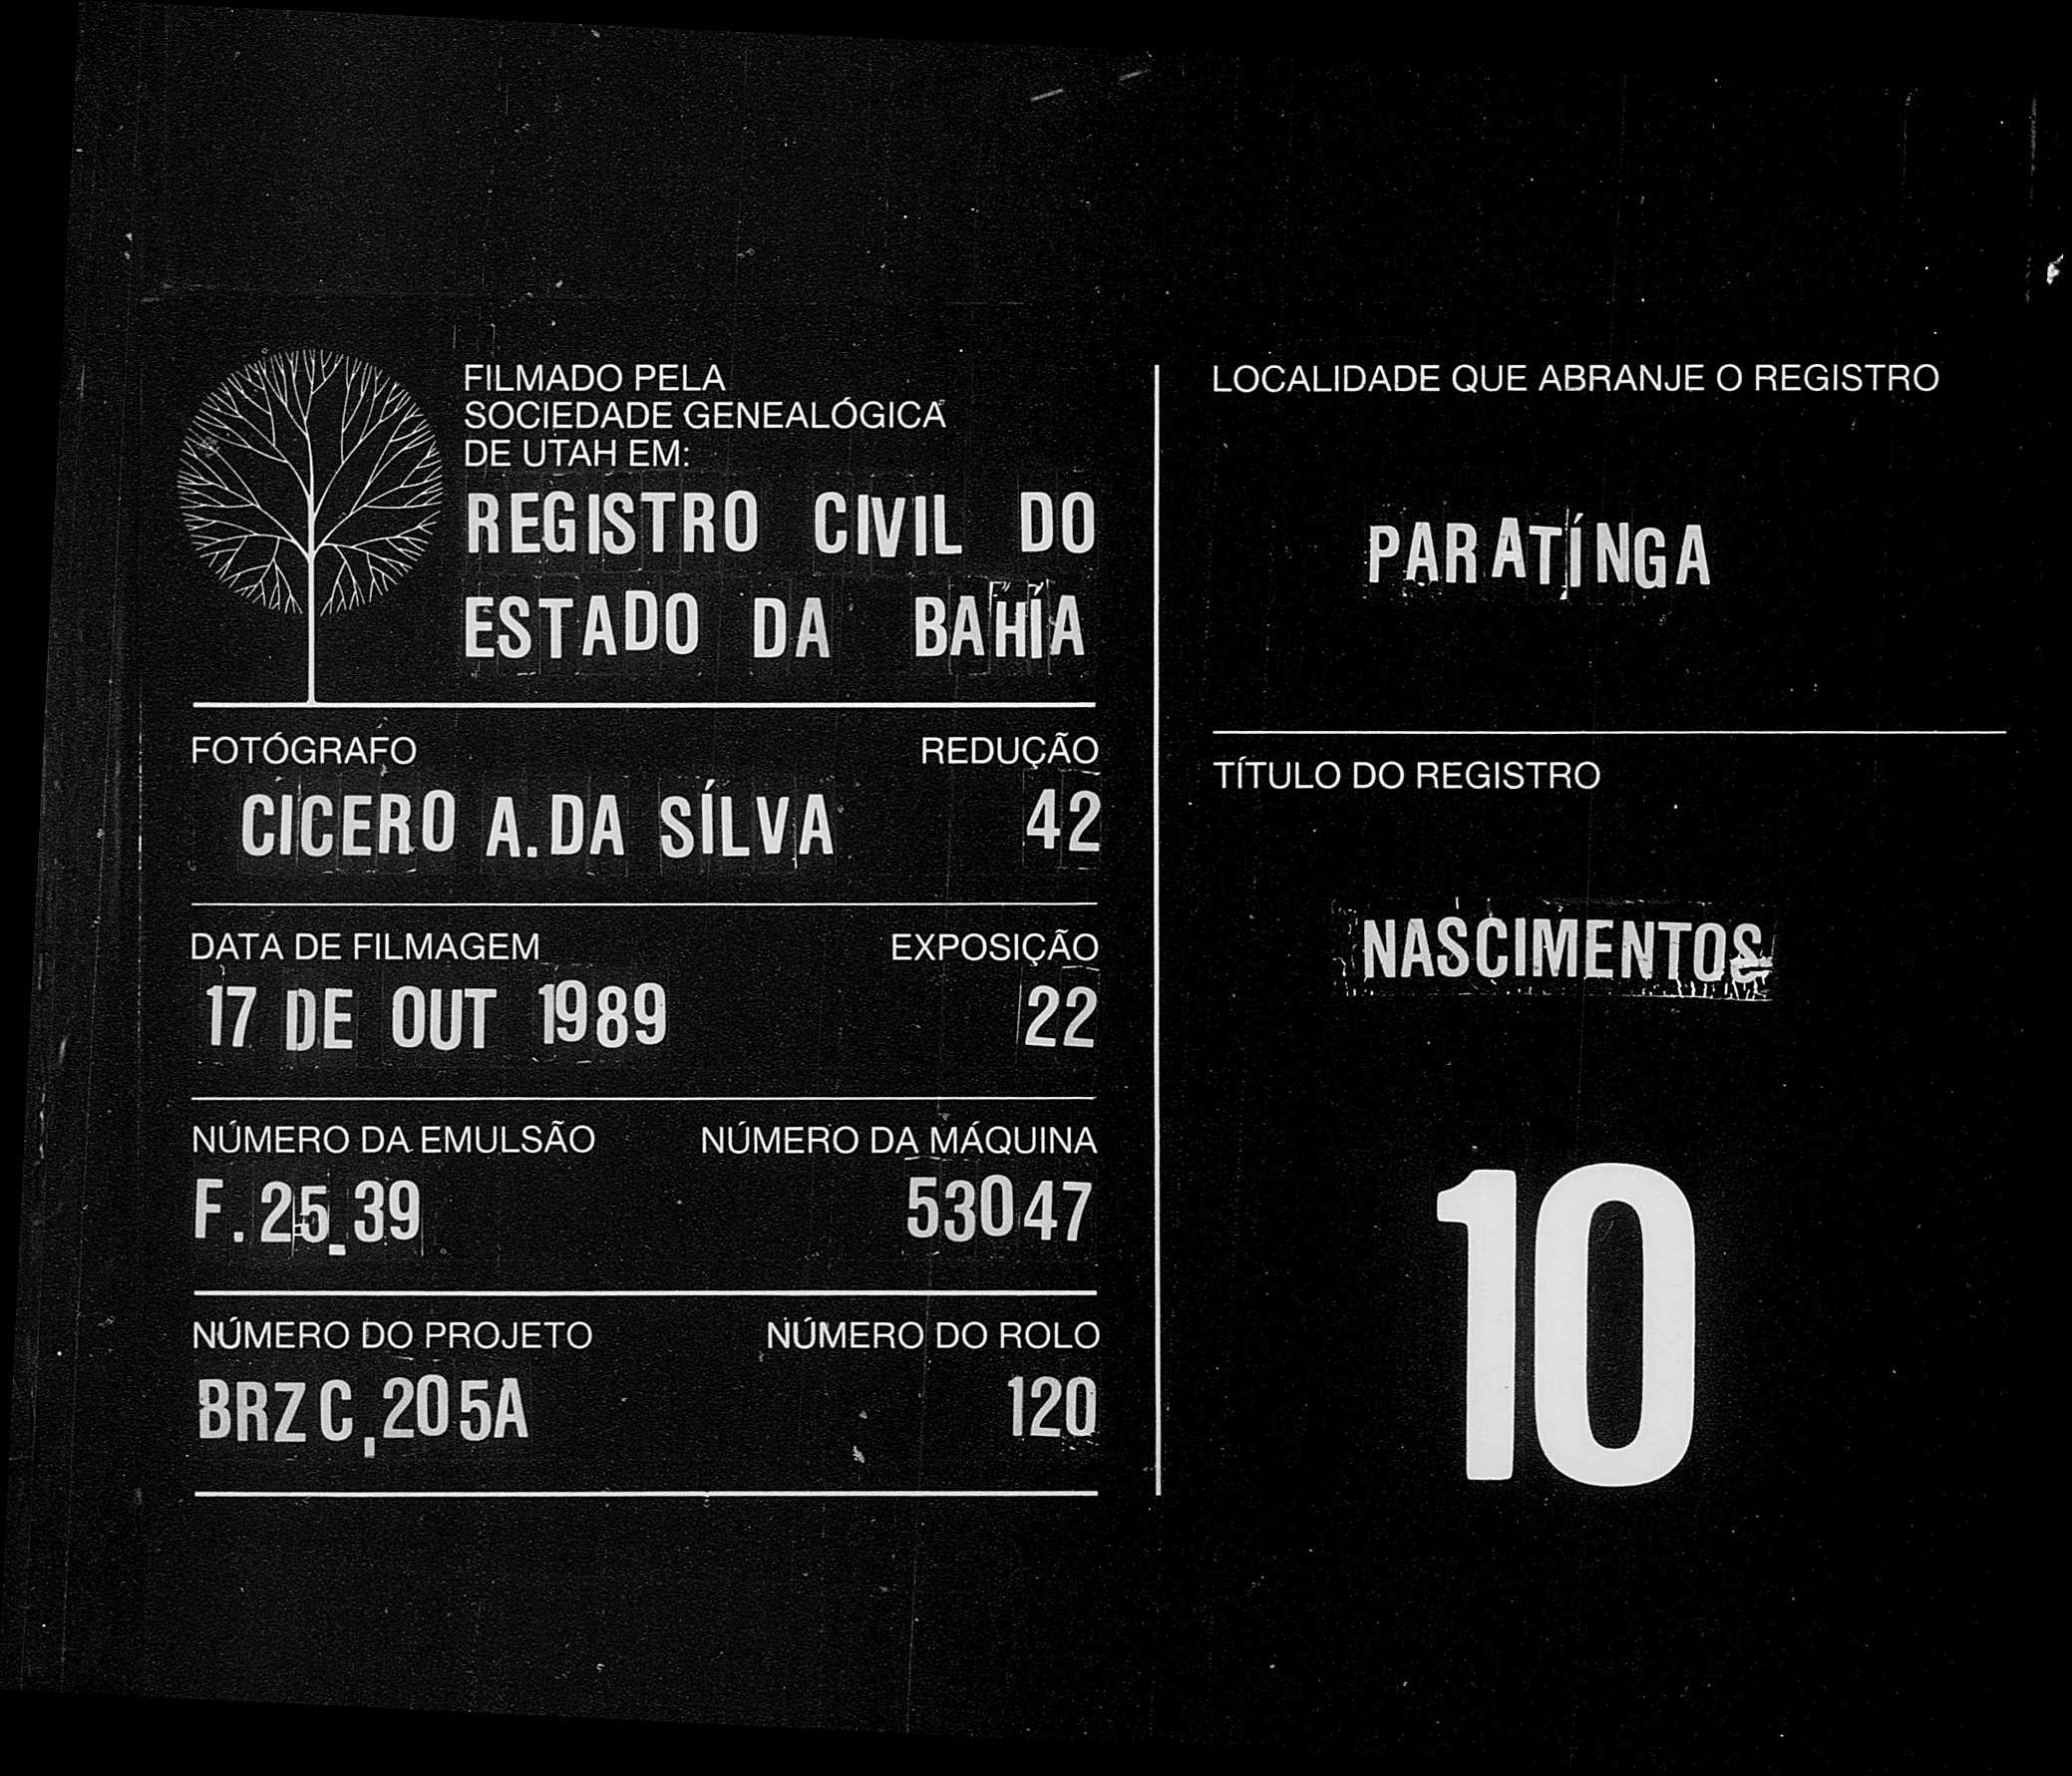 FILMADO PELA
SOCIEDADE GENEALÓGICA
DE UTAH EM:
REGISTRO CIVIL DO
ESTADO DA BAHÍA
FOTÓGRAFO REDUÇÃO
CICERO A. DA SÍLVA 42
DATA DE FILMAGEM EXPOSIÇÃO
17 DE OUT 1989 22
NÚMERO DA EMULSÃO NÚMERO DA MÁQUINA
F. 25.39 53047
NÚMERO DO PROJETO NÚMERO DO ROLO
BRZ C,205A 120
LOCALIDADE QUE ABRANJE O REGISTRO
PARATÍNGA
TÍTULO DO REGISTRO
NASCIMENTOS
10